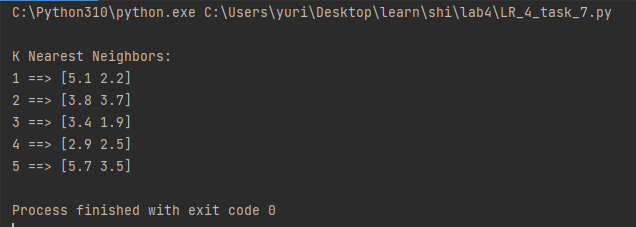 C:\Python310\python.exe C:\Users\yuri\Desktop\learn\shi\lab4\LR_4_task_7.py
K Nearest Neighbors:
1 ==> [5.1 2.2]
2 ==> [3.8 3.7]
3 ==> [3.4 1.9]
4 ==> [2.9 2.5]
5 ==> [5.7 3.5]
Process finished with exit code 0